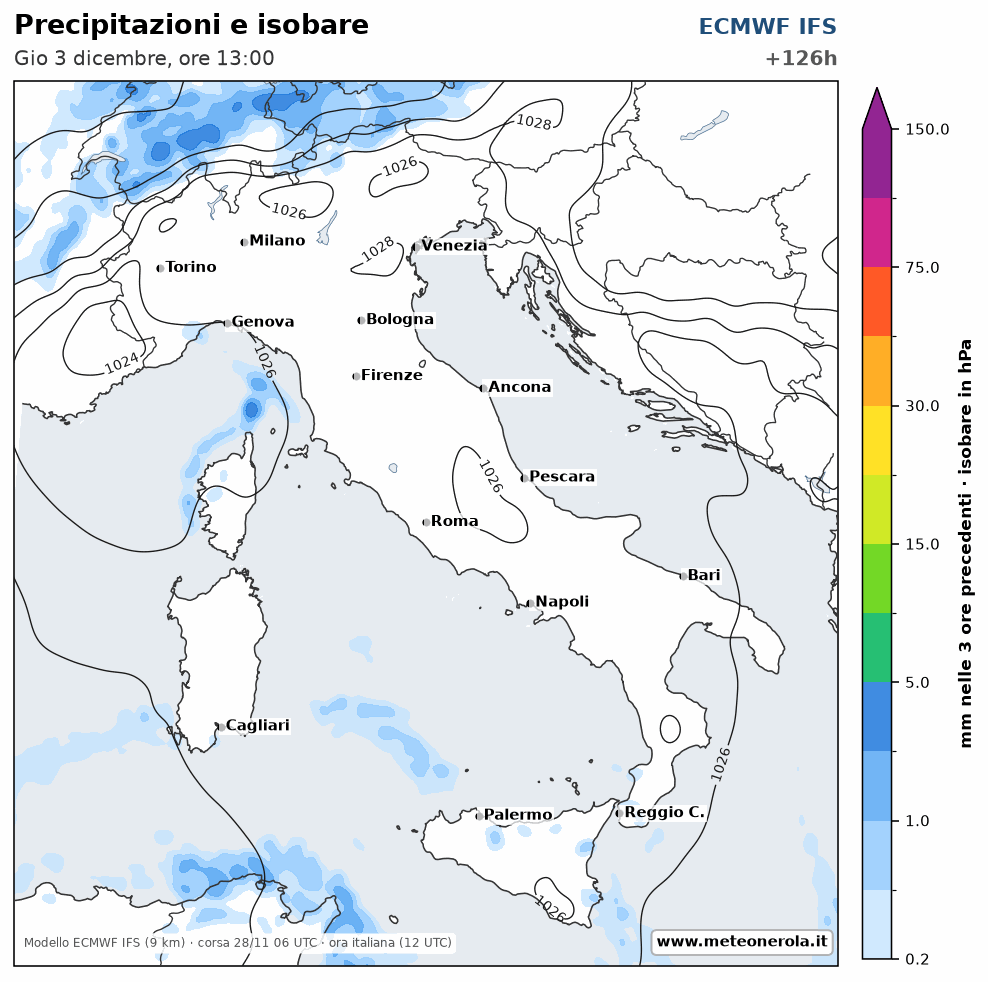 Precipitazioni e isobare
ECMWF IFS
Gio 3 dicembre, ore 13:00
+126h
1028
1026
1026
1028
Milano
Venezia
Torino
Genova
Bologna
1024
1026
Firenze
Ancona
1026
Pescara
Roma
Bari
Napoli
Cagliari
1026
Palermo
Reggio C.
1026
Modello ECMWF IFS (9 km) · corsa 28/11 06 UTC · ora italiana (12 UTC)
www.meteonerola.it
150.0
75.0
30.0
15.0
5.0
1.0
0.2
mm nelle 3 ore precedenti · isobare in hPa